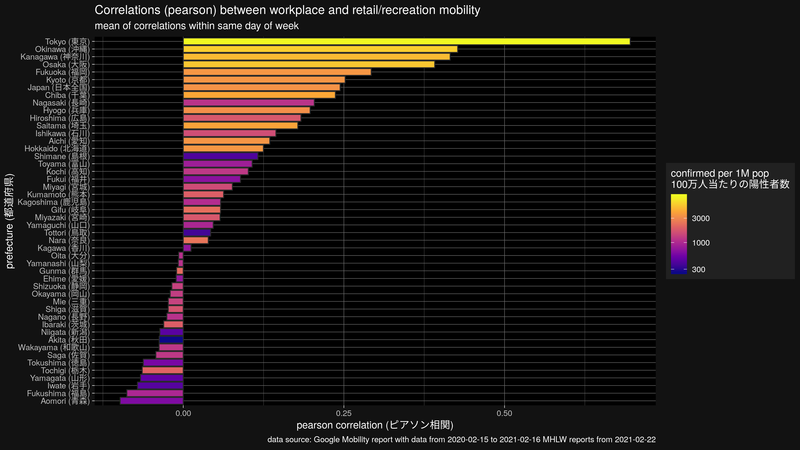 Correlations (pearson) between workplace and retail/recreation mobility
mean of correlations within same day of week
Tokyo (東京)
Okinawa (沖縄)
Kanagawa (神奈川)
Osaka (大阪)
Fukuoka (福岡)
Kyoto (京都)
Japan (日本全国)
Chiba (千葉)
Nagasaki (長崎)
Hyogo (兵庫)
Hiroshima (広島)
Saitama (埼玉)
Ishikawa (石川)
Aichi (愛知)
Hokkaido (北海道)
Shimane (島根)
Toyama (富山)
Kochi (高知)
Fukui (福井)
Miyagi (宮城)
Kumamoto (熊本)
Kagoshima (鹿児島)
Gifu (岐阜)
Miyazaki (宮崎)
Yamaguchi (山口)
Tottori (鳥取)
Nara (奈良)
Kagawa (香川)
Oita (大分)
Yamanashi (山梨)
Gunma (群馬)
Ehime (愛媛)
Shizuoka (静岡)
Okayama (岡山)
Mie (三重)
Shiga (滋賀)
Nagano (長野)
Ibaraki (茨城)
Niigata (新潟)
Akita (秋田)
Wakayama (和歌山)
Saga (佐賀)
Tokushima (徳島)
Tochigi (栃木)
Yamagata (山形)
Iwate (岩手)
Fukushima (福島)
Aomori (青森)
prefecture (都道府県)
0.00 0.25 0.50
pearson correlation (ピアソン相関)
data source: Google Mobility report with data from 2020-02-15 to 2021-02-16 MHLW reports from 2021-02-22
confirmed per 1M pop
100万人当たりの陽性者数
3000
1000
300